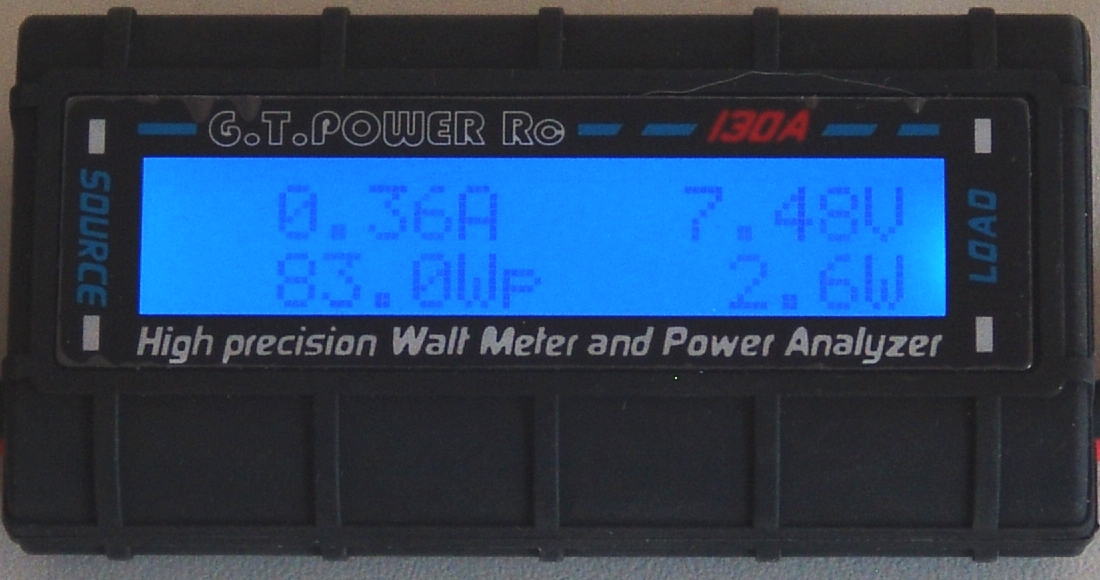 G.T.POWER RC 130A
SOURCE
0.36A 7.48V
83.0Wp 2.6W
LOAD
High precision Watt Meter and Power Analyzer